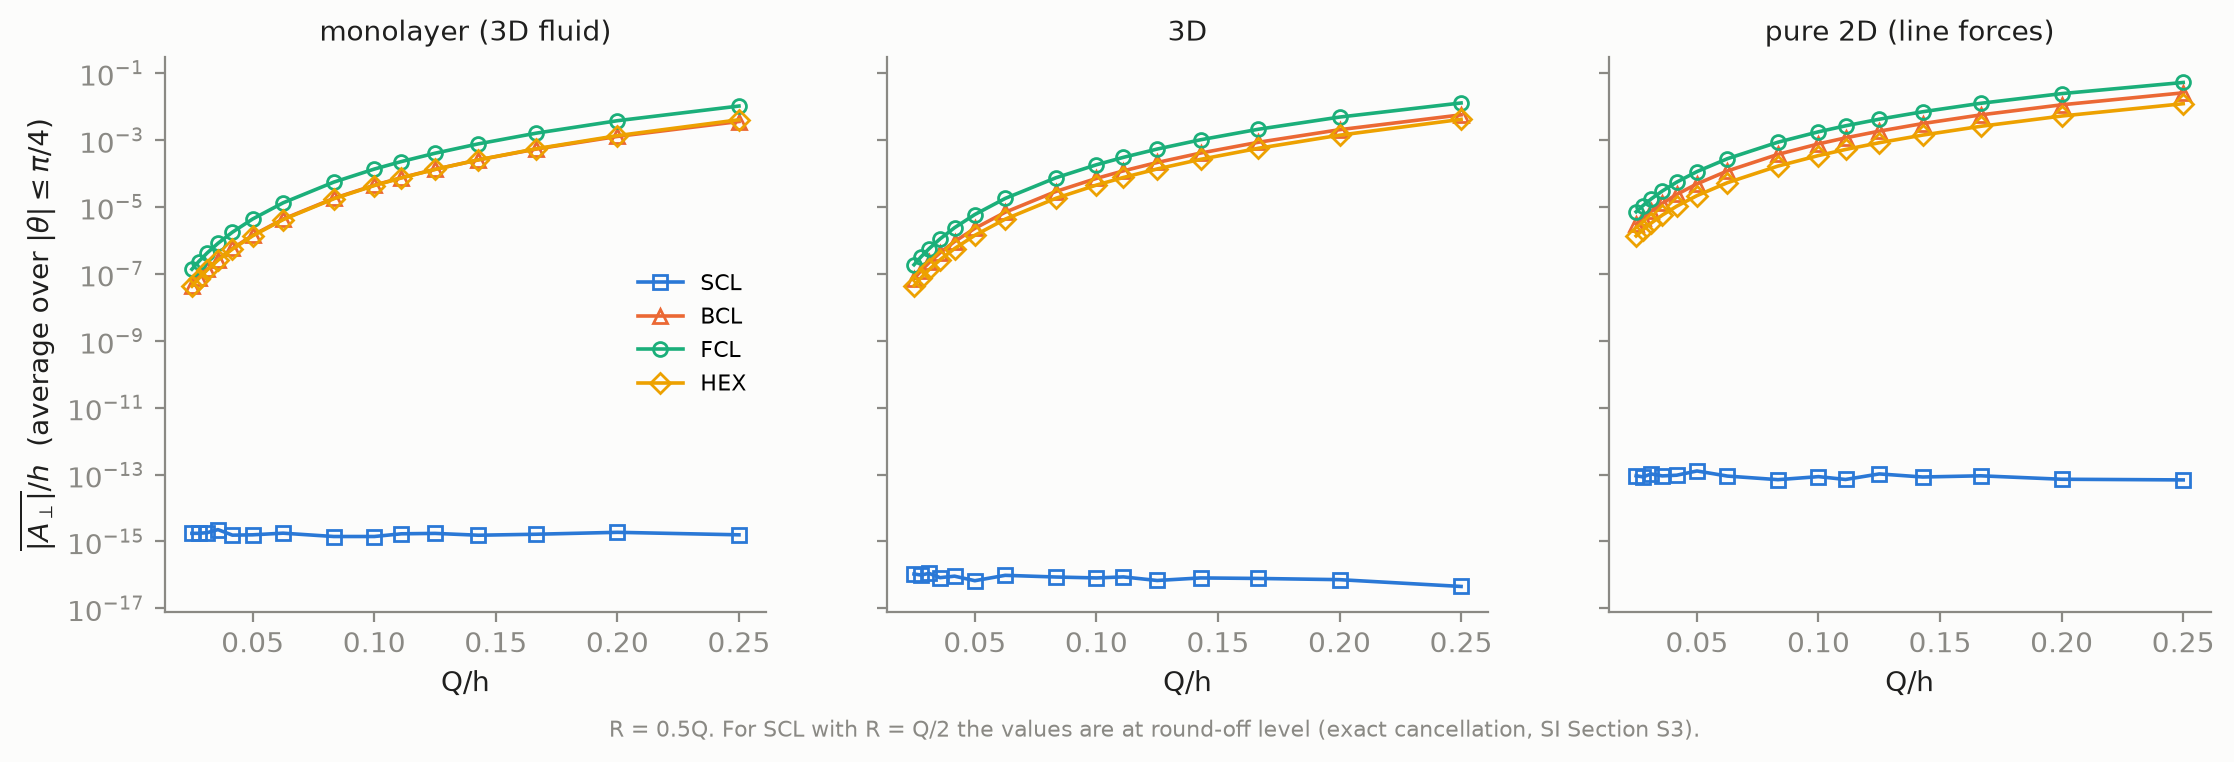 monolayer (3D fluid)
3D
pure 2D (line forces)
|A⊥|/h (average over |θ| ≤ π/4)
10⁻¹
10⁻³
10⁻⁵
10⁻⁷
10⁻⁹
10⁻¹¹
10⁻¹³
10⁻¹⁵
10⁻¹⁷
SCL
BCL
FCL
HEX
0.05 0.10 0.15 0.20 0.25
0.05 0.10 0.15 0.20 0.25
0.05 0.10 0.15 0.20 0.25
Q/h
Q/h
Q/h
R = 0.5Q. For SCL with R = Q/2 the values are at round-off level (exact cancellation, SI Section S3).